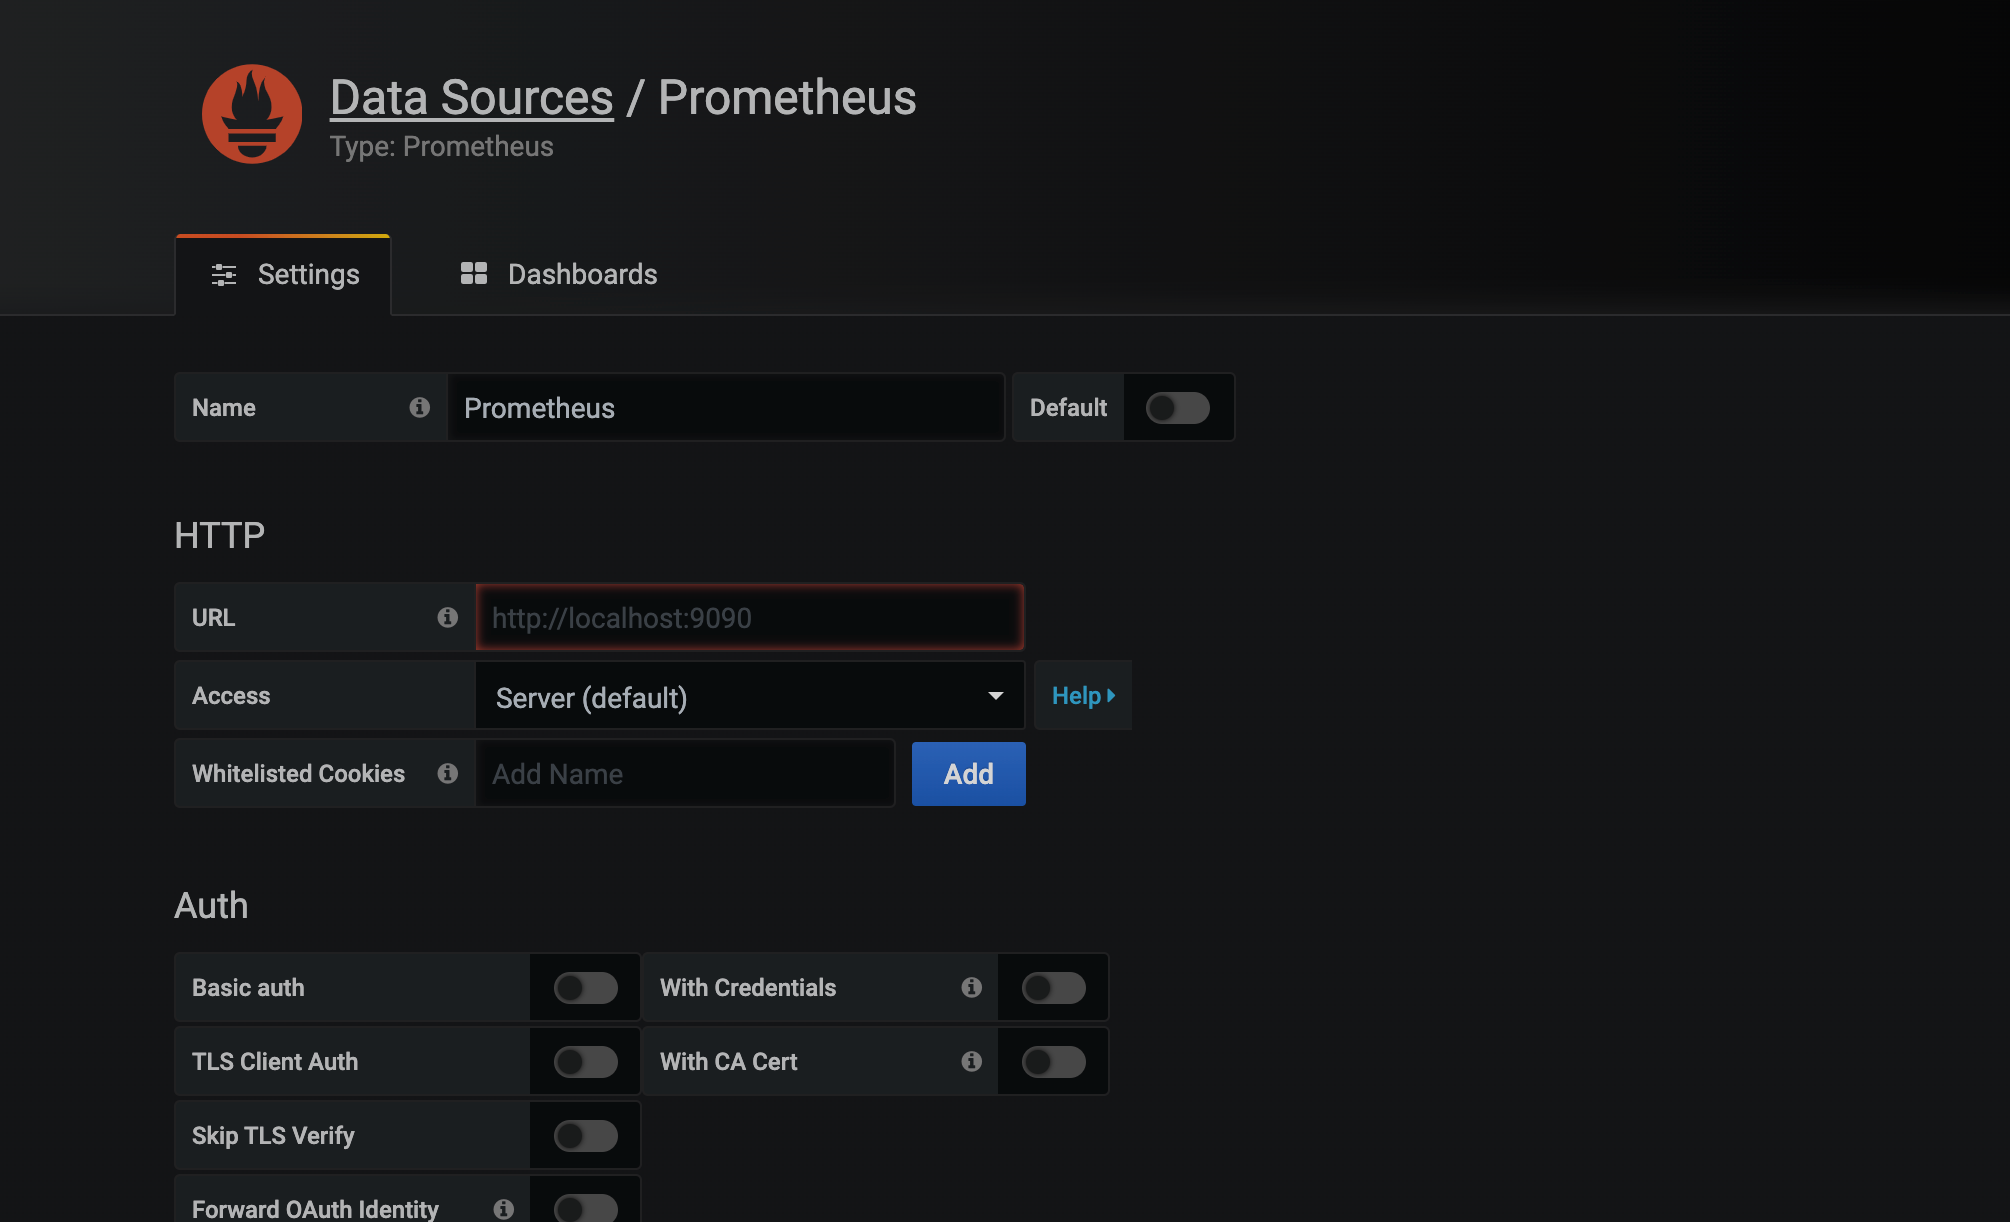 Data Sources / Prometheus
Type: Prometheus
Settings
Dashboards
Name
Prometheus
Default
HTTP
URL
http://localhost:9090
Access
Server (default)
Help
Whitelisted Cookies
Add Name
Add
Auth
Basic auth
With Credentials
TLS Client Auth
With CA Cert
Skip TLS Verify
Forward OAuth Identity